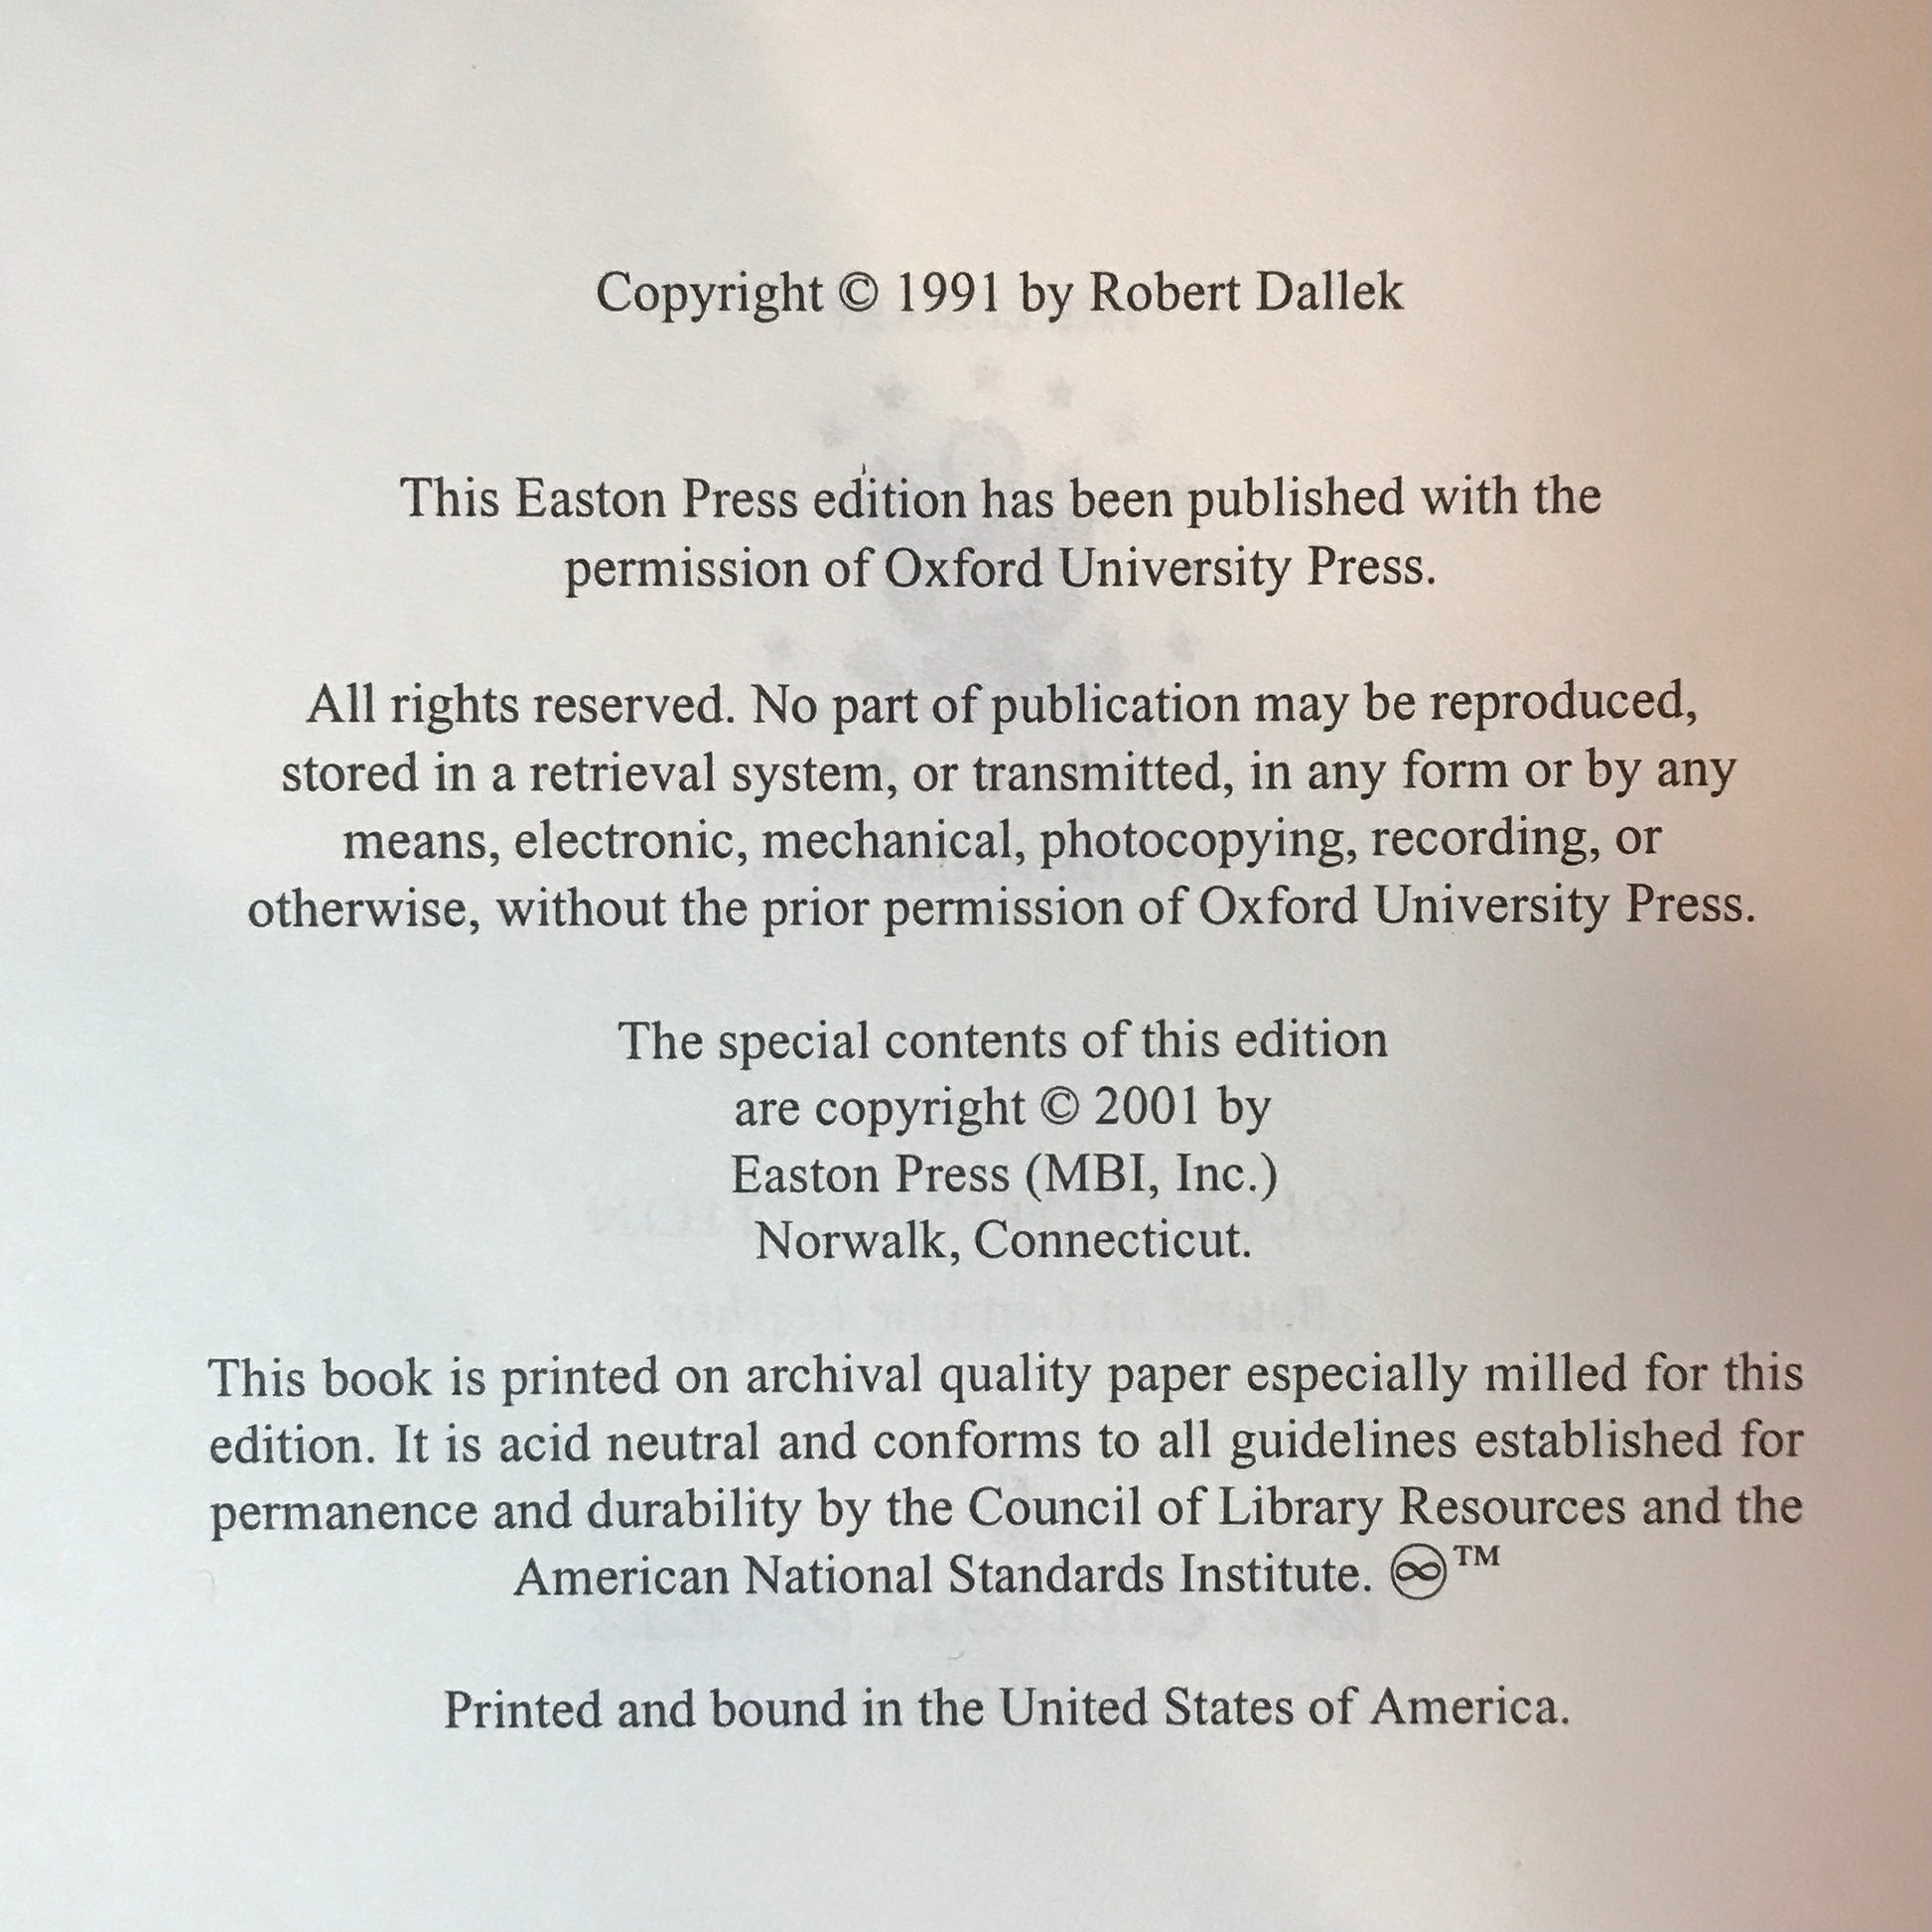 Copyright © 1991 by Robert Dallek
This Easton Press edition has been published with the
permission of Oxford University Press.
All rights reserved. No part of publication may be reproduced,
stored in a retrieval system, or transmitted, in any form or by any
means, electronic, mechanical, photocopying, recording, or
otherwise, without the prior permission of Oxford University Press.
The special contents of this edition
are copyright © 2001 by
Easton Press (MBI, Inc.)
Norwalk, Connecticut.
This book is printed on archival quality paper especially milled for this
edition. It is acid neutral and conforms to all guidelines established for
permanence and durability by the Council of Library Resources and the
American National Standards Institute. ♾™
Printed and bound in the United States of America.